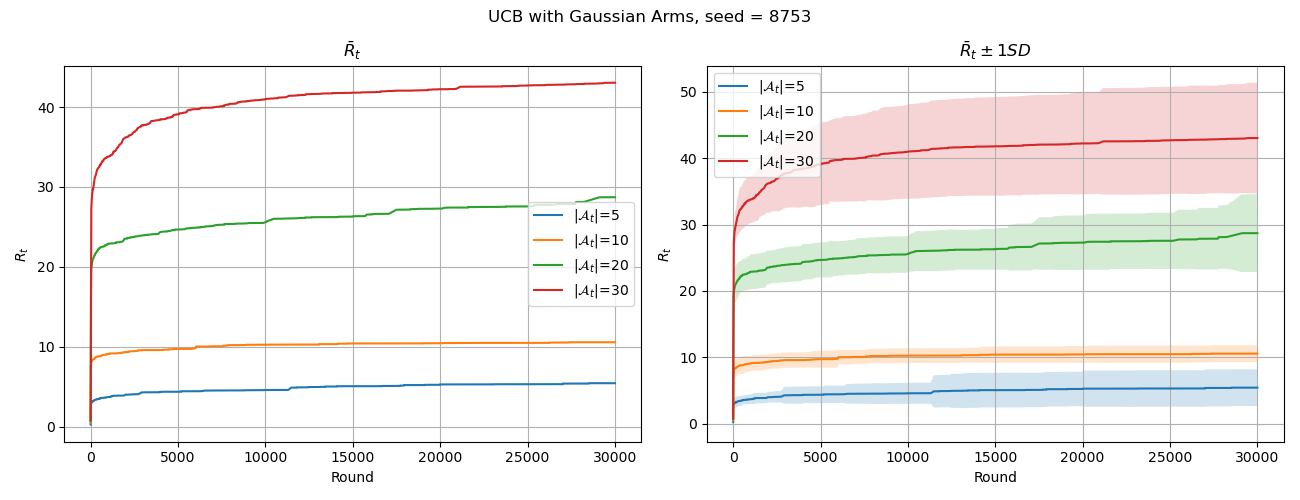 UCB with Gaussian Arms, seed = 8753
R̄ₜ
Rₜ
40
30
20
10
0
|𝒜ₜ|=5
|𝒜ₜ|=10
|𝒜ₜ|=20
|𝒜ₜ|=30
0 5000 10000 15000 20000 25000 30000
Round
R̄ₜ ± 1SD
Rₜ
50
40
30
20
10
0
|𝒜ₜ|=5
|𝒜ₜ|=10
|𝒜ₜ|=20
|𝒜ₜ|=30
0 5000 10000 15000 20000 25000 30000
Round